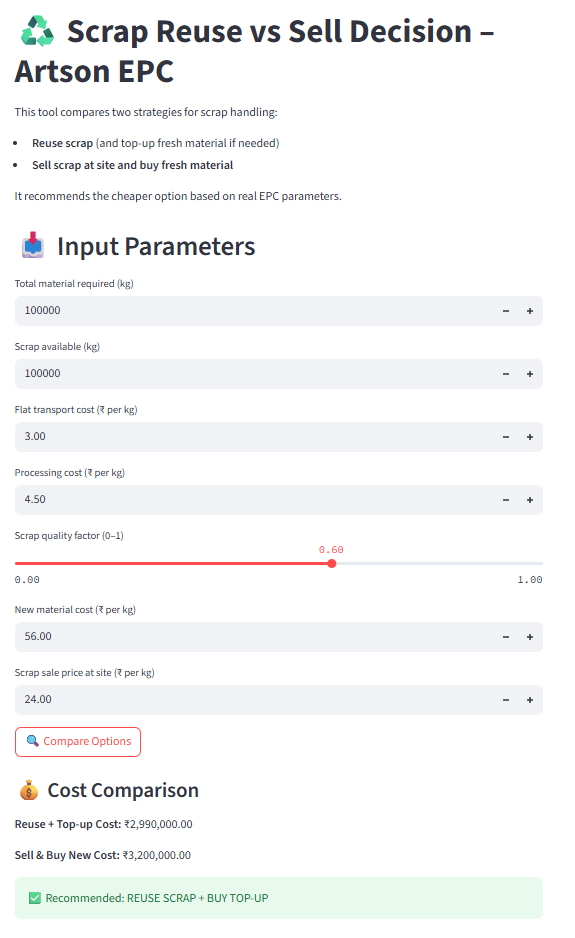 Scrap Reuse vs Sell Decision –
Artson EPC
This tool compares two strategies for scrap handling:
• Reuse scrap (and top-up fresh material if needed)
• Sell scrap at site and buy fresh material
It recommends the cheaper option based on real EPC parameters.
Input Parameters
Total material required (kg)
100000 − +
Scrap available (kg)
100000 − +
Flat transport cost (₹ per kg)
3.00 − +
Processing cost (₹ per kg)
4.50 − +
Scrap quality factor (0–1)
0.60
0.00 1.00
New material cost (₹ per kg)
56.00 − +
Scrap sale price at site (₹ per kg)
24.00 − +
Compare Options
Cost Comparison
Reuse + Top-up Cost: ₹2,990,000.00
Sell & Buy New Cost: ₹3,200,000.00
Recommended: REUSE SCRAP + BUY TOP-UP